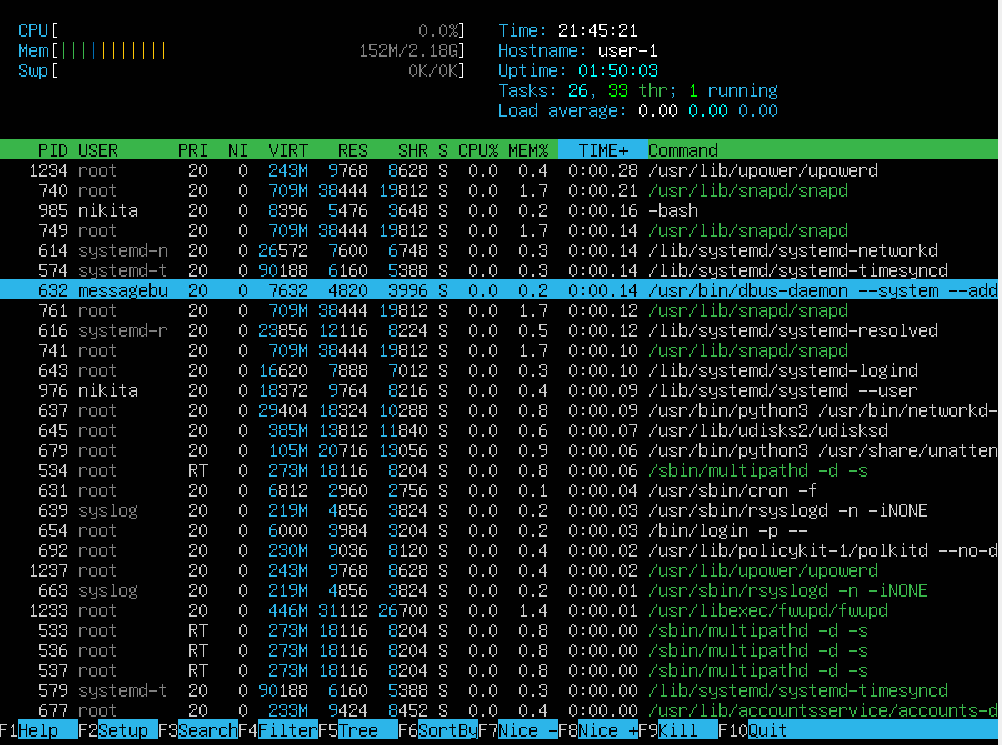 CPU[ 0.0%] Time: 21:45:21
Mem[||||||||||| 152M/2.18G] Hostname: user-1
Swp[ 0K/0K] Uptime: 01:50:03
Tasks: 26, 33 thr; 1 running
Load average: 0.00 0.00 0.00
PID USER PRI NI VIRT RES SHR S CPU% MEM% TIME+ Command
1234 root 20 0 243M 9768 8628 S 0.0 0.4 0:00.28 /usr/lib/upower/upowerd
740 root 20 0 709M 38444 19812 S 0.0 1.7 0:00.21 /usr/lib/snapd/snapd
985 nikita 20 0 8396 5476 3648 S 0.0 0.2 0:00.16 -bash
749 root 20 0 709M 38444 19812 S 0.0 1.7 0:00.14 /usr/lib/snapd/snapd
614 systemd-n 20 0 26572 7600 6748 S 0.0 0.3 0:00.14 /lib/systemd/systemd-networkd
574 systemd-t 20 0 90188 6160 5388 S 0.0 0.3 0:00.14 /lib/systemd/systemd-timesyncd
632 messagebu 20 0 7632 4820 3996 S 0.0 0.2 0:00.14 /usr/bin/dbus-daemon --system --add
761 root 20 0 709M 38444 19812 S 0.0 1.7 0:00.12 /usr/lib/snapd/snapd
616 systemd-r 20 0 23856 12116 8224 S 0.0 0.5 0:00.12 /lib/systemd/systemd-resolved
741 root 20 0 709M 38444 19812 S 0.0 1.7 0:00.10 /usr/lib/snapd/snapd
643 root 20 0 16620 7888 7012 S 0.0 0.3 0:00.10 /lib/systemd/systemd-logind
976 nikita 20 0 18372 9764 8216 S 0.0 0.4 0:00.09 /lib/systemd/systemd --user
637 root 20 0 29404 18324 10288 S 0.0 0.8 0:00.09 /usr/bin/python3 /usr/bin/networkd-
645 root 20 0 385M 13812 11840 S 0.0 0.6 0:00.07 /usr/lib/udisks2/udisksd
679 root 20 0 105M 20716 13056 S 0.0 0.9 0:00.06 /usr/bin/python3 /usr/share/unatten
534 root RT 0 273M 18116 8204 S 0.0 0.8 0:00.06 /sbin/multipathd -d -s
631 root 20 0 6812 2960 2756 S 0.0 0.1 0:00.04 /usr/sbin/cron -f
639 syslog 20 0 219M 4856 3824 S 0.0 0.2 0:00.03 /usr/sbin/rsyslogd -n -iNONE
654 root 20 0 6000 3984 3204 S 0.0 0.2 0:00.03 /bin/login -p --
692 root 20 0 230M 9036 8120 S 0.0 0.4 0:00.02 /usr/lib/policykit-1/polkitd --no-d
1237 root 20 0 243M 9768 8628 S 0.0 0.4 0:00.02 /usr/lib/upower/upowerd
663 syslog 20 0 219M 4856 3824 S 0.0 0.2 0:00.01 /usr/sbin/rsyslogd -n -iNONE
1233 root 20 0 446M 31112 26700 S 0.0 1.4 0:00.01 /usr/libexec/fwupd/fwupd
533 root RT 0 273M 18116 8204 S 0.0 0.8 0:00.00 /sbin/multipathd -d -s
536 root RT 0 273M 18116 8204 S 0.0 0.8 0:00.00 /sbin/multipathd -d -s
537 root RT 0 273M 18116 8204 S 0.0 0.8 0:00.00 /sbin/multipathd -d -s
579 systemd-t 20 0 90188 6160 5388 S 0.0 0.3 0:00.00 /lib/systemd/systemd-timesyncd
677 root 20 0 233M 9424 8452 S 0.0 0.4 0:00.00 /usr/lib/accountsservice/accounts-d
F1Help F2Setup F3SearchF4FilterF5Tree F6SortByF7Nice -F8Nice +F9Kill F10Quit